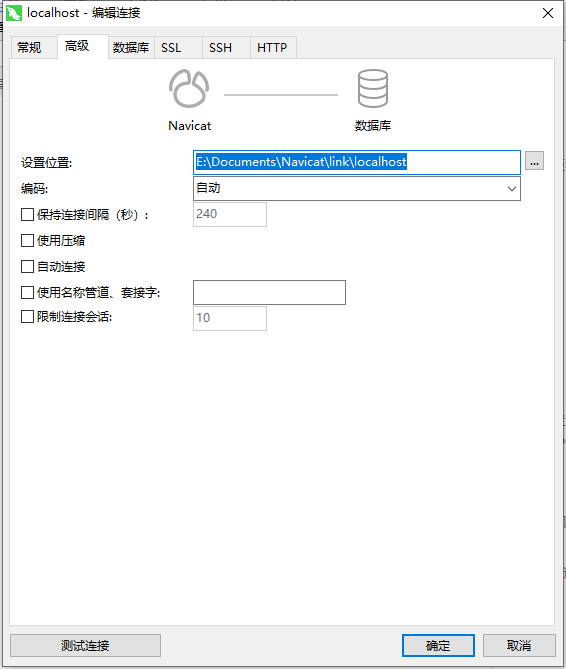 localhost - 编辑连接
常规 高级 数据库 SSL SSH HTTP
Navicat 数据库
设置位置: E:\Documents\Navicat\link\localhost ...
编码: 自动
保持连接间隔（秒）: 240
使用压缩
自动连接
使用名称管道、套接字:
限制连接会话: 10
测试连接 确定 取消